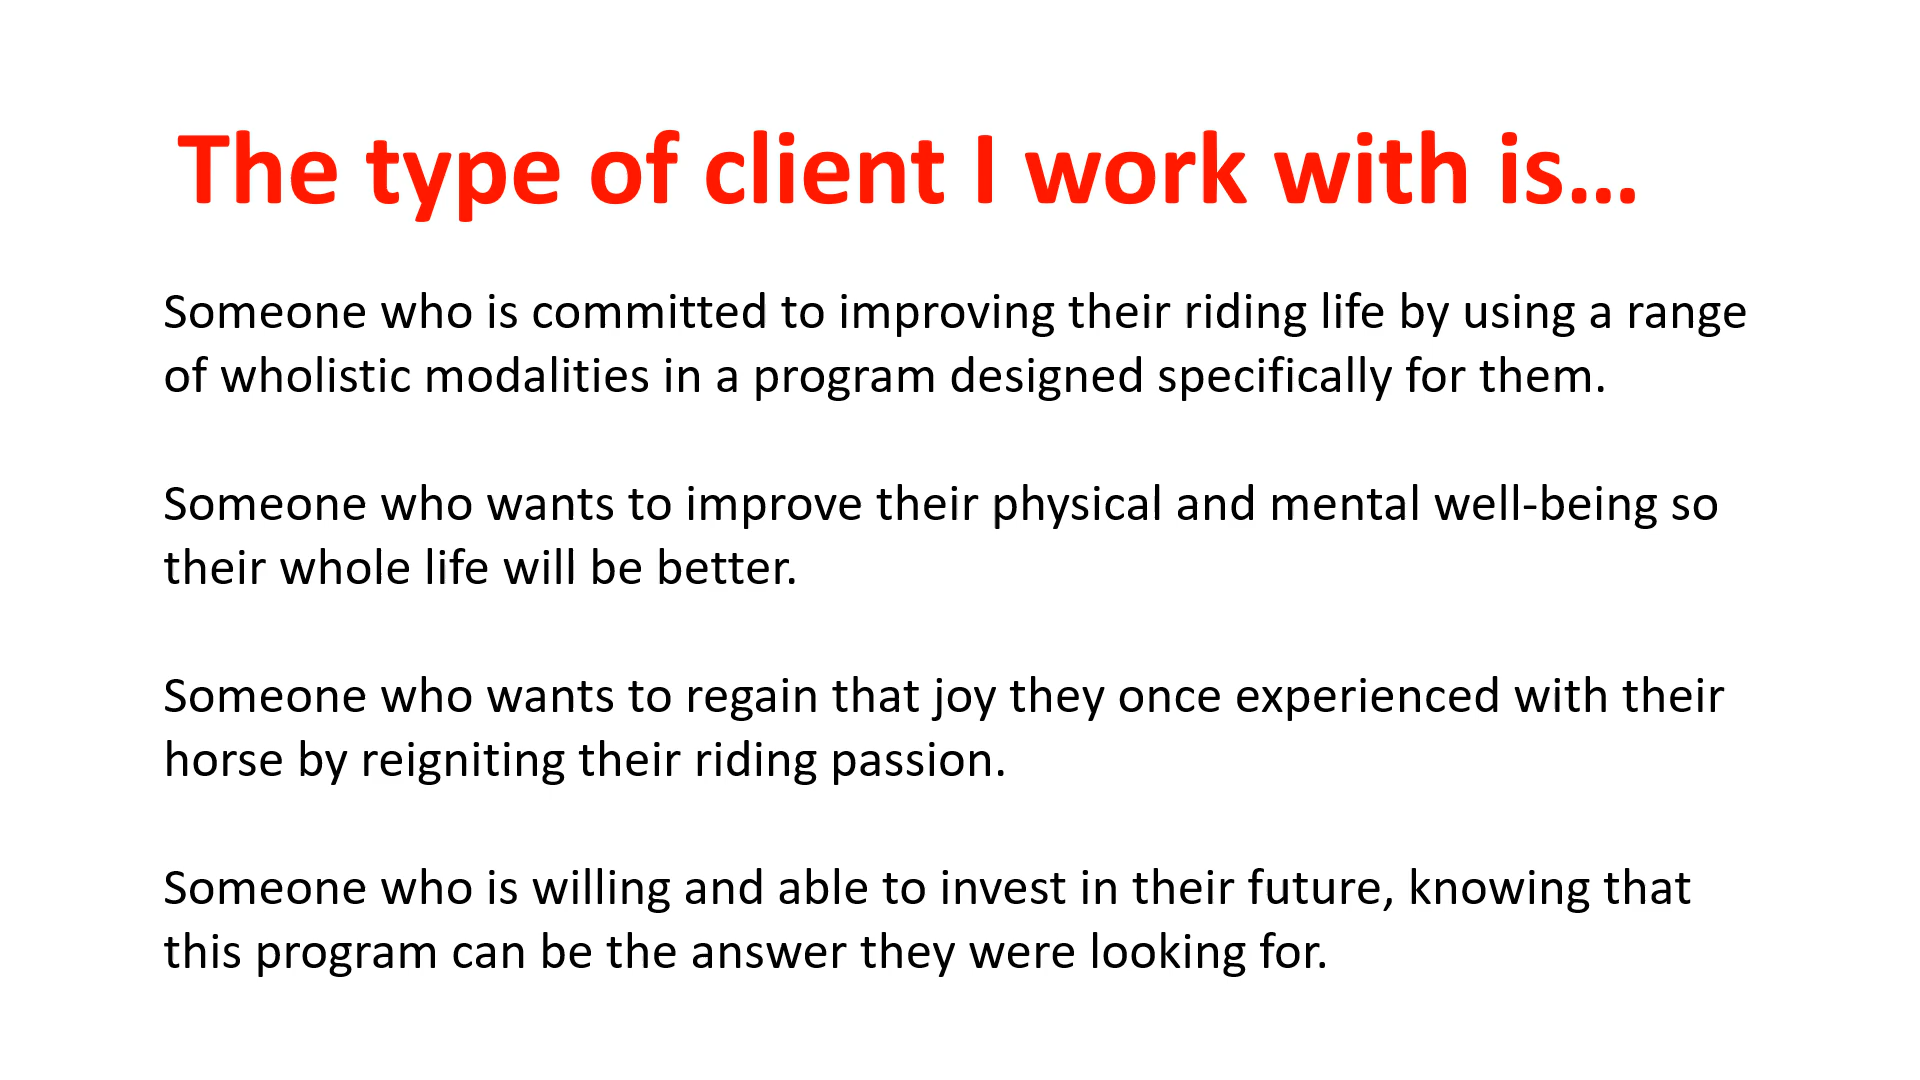 The type of client I work with is...
Someone who is committed to improving their riding life by using a range
of wholistic modalities in a program designed specifically for them.
Someone who wants to improve their physical and mental well-being so
their whole life will be better.
Someone who wants to regain that joy they once experienced with their
horse by reigniting their riding passion.
Someone who is willing and able to invest in their future, knowing that
this program can be the answer they were looking for.